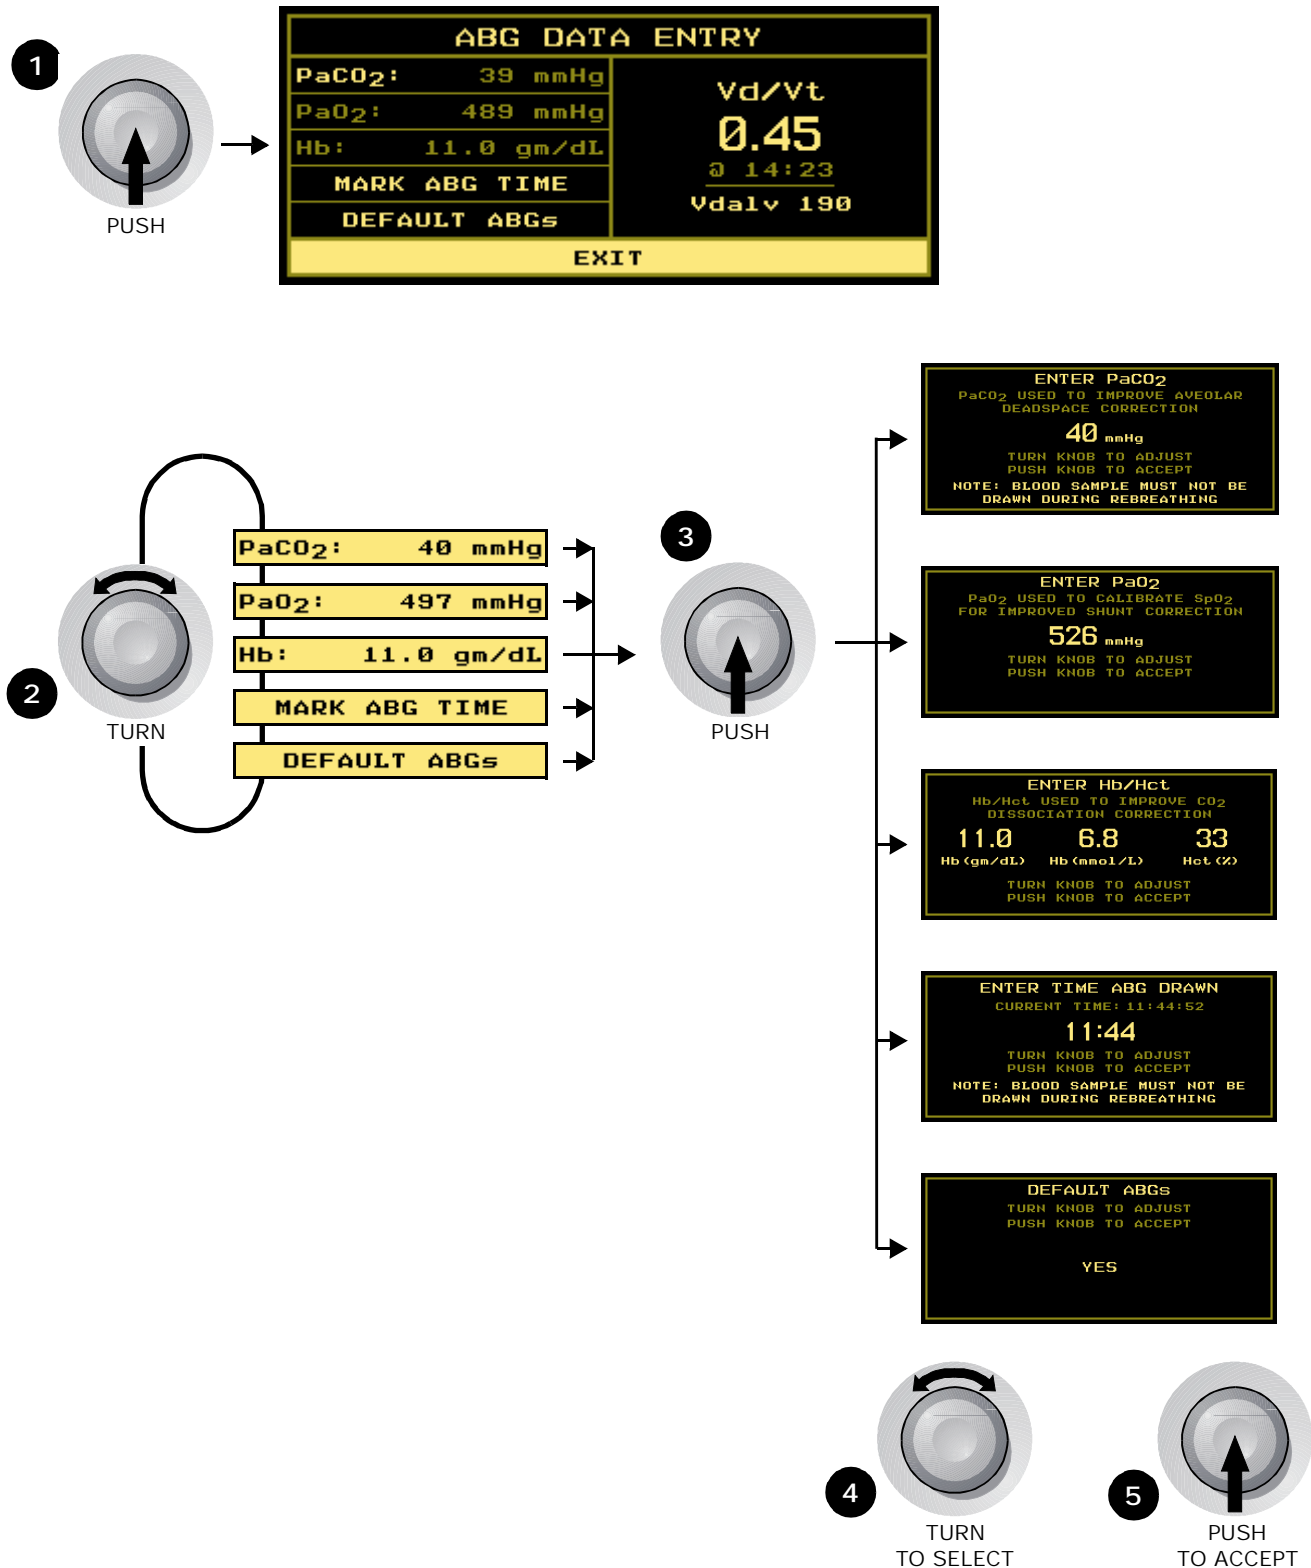 1
PUSH
ABG DATA ENTRY
PaCO2: 39 mmHg
PaO2: 489 mmHg
Hb: 11.0 gm/dL
MARK ABG TIME
DEFAULT ABGs
Vd/Vt
0.45
@ 14:23
Vdalv 190
EXIT
2
TURN
PaCO2: 40 mmHg
PaO2: 497 mmHg
Hb: 11.0 gm/dL
MARK ABG TIME
DEFAULT ABGs
3
PUSH
ENTER PaCO2
PaCO2 USED TO IMPROVE AVEOLAR
DEADSPACE CORRECTION
40 mmHg
TURN KNOB TO ADJUST
PUSH KNOB TO ACCEPT
NOTE: BLOOD SAMPLE MUST NOT BE
DRAWN DURING REBREATHING
ENTER PaO2
PaO2 USED TO CALIBRATE SpO2
FOR IMPROVED SHUNT CORRECTION
526 mmHg
TURN KNOB TO ADJUST
PUSH KNOB TO ACCEPT
ENTER Hb/Hct
Hb/Hct USED TO IMPROVE CO2
DISSOCIATION CORRECTION
11.0 6.8 33
Hb(gm/dL) Hb(mmol/L) Hct(%)
TURN KNOB TO ADJUST
PUSH KNOB TO ACCEPT
ENTER TIME ABG DRAWN
CURRENT TIME: 11:44:52
11:44
TURN KNOB TO ADJUST
PUSH KNOB TO ACCEPT
NOTE: BLOOD SAMPLE MUST NOT BE
DRAWN DURING REBREATHING
DEFAULT ABGs
TURN KNOB TO ADJUST
PUSH KNOB TO ACCEPT
YES
4
TURN
TO SELECT
5
PUSH
TO ACCEPT